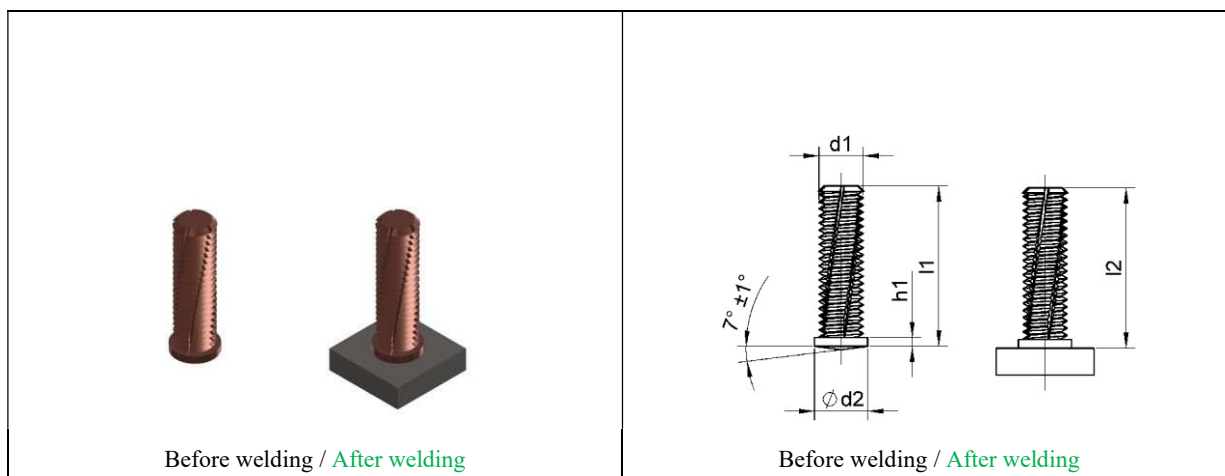 d1
l1
h1
l2
7° ±1°
∅d2
Before welding / After welding
Before welding / After welding